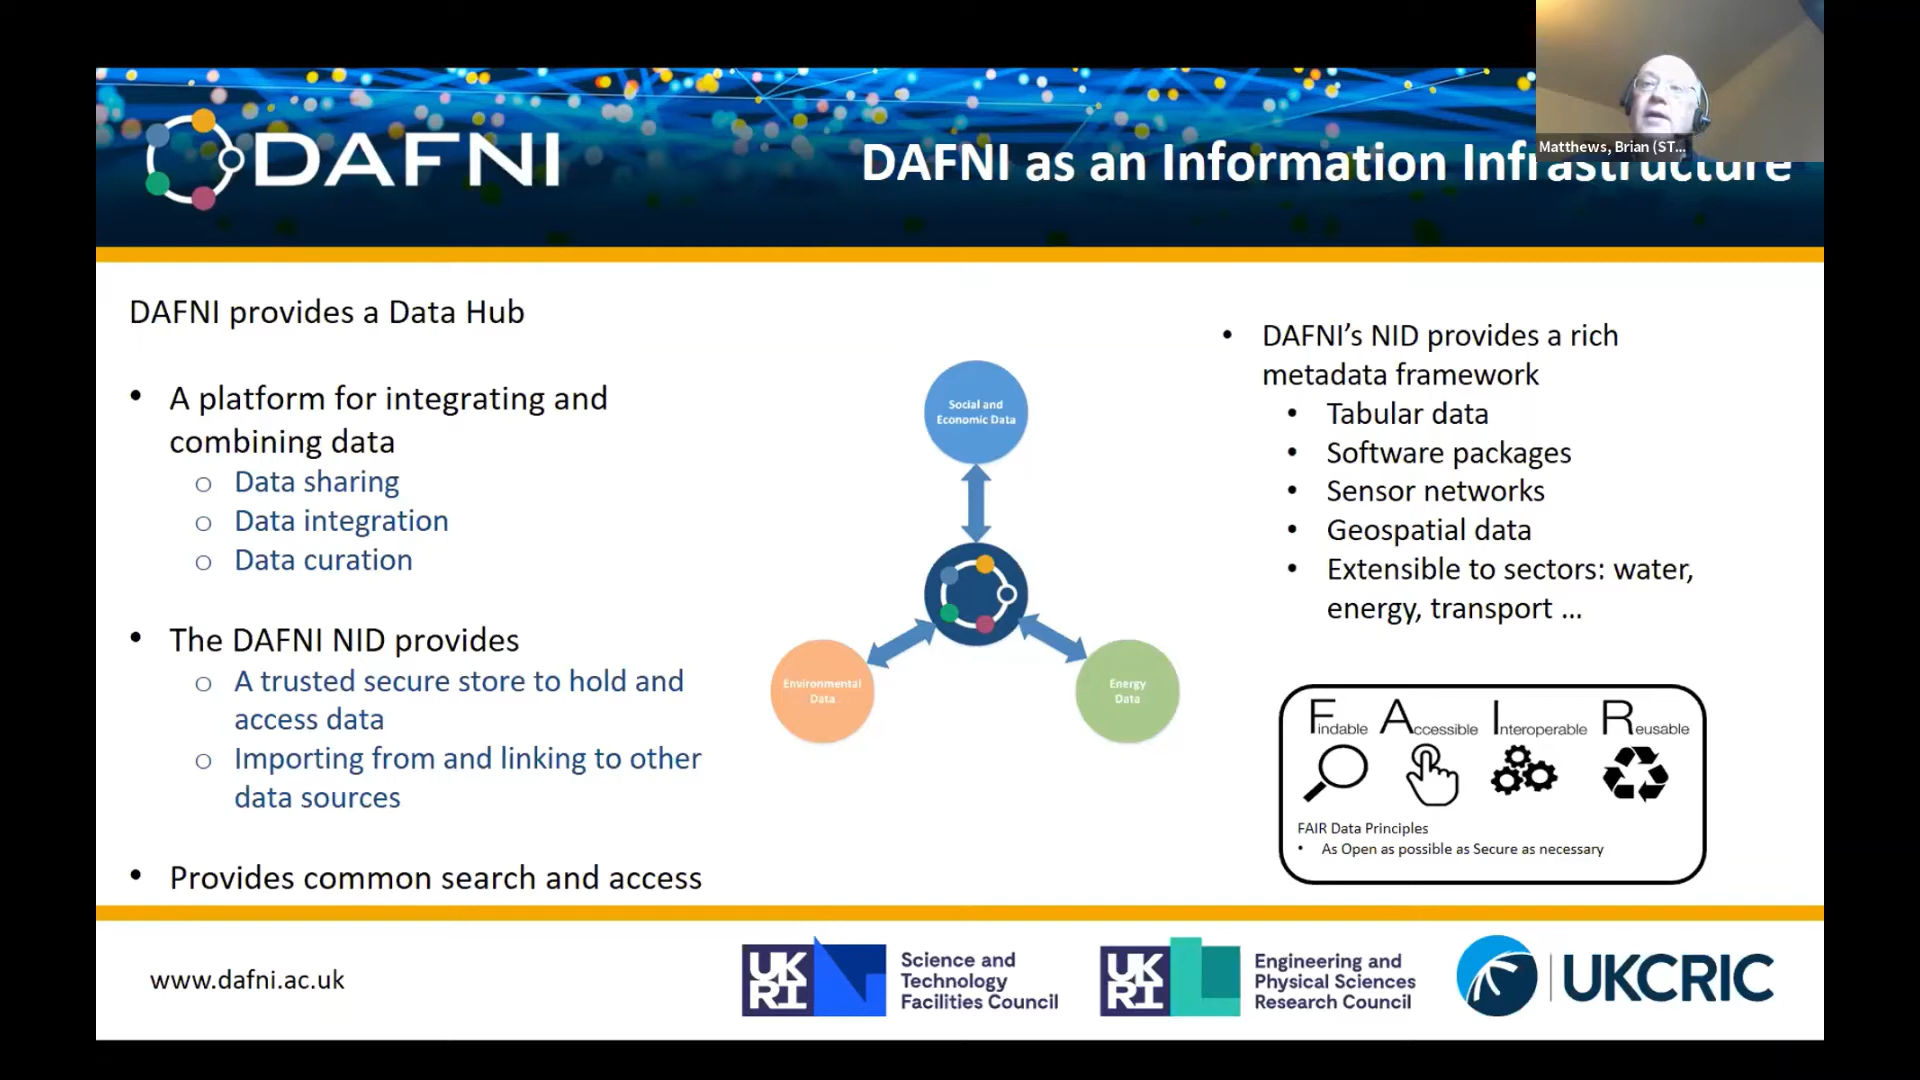 DAFNI
DAFNI as an Information Infrastructure
Matthews, Brian (ST...
DAFNI provides a Data Hub
• A platform for integrating and
combining data
o Data sharing
o Data integration
o Data curation
• The DAFNI NID provides
o A trusted secure store to hold and
access data
o Importing from and linking to other
data sources
• Provides common search and access
Social and
Economic Data
Environmental
Data
Energy
Data
• DAFNI’s NID provides a rich
metadata framework
• Tabular data
• Software packages
• Sensor networks
• Geospatial data
• Extensible to sectors: water,
energy, transport ...
Findable Accessible Interoperable Reusable
FAIR Data Principles
• As Open as possible as Secure as necessary
www.dafni.ac.uk
UK
RI
Science and
Technology
Facilities Council
UK
RI
Engineering and
Physical Sciences
Research Council
UKCRIC